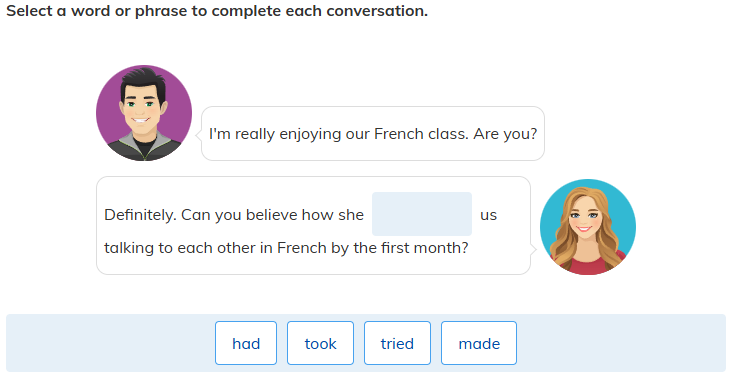 Select a word or phrase to complete each conversation.
I'm really enjoying our French class. Are you?
Definitely. Can you believe how she us
talking to each other in French by the first month?
had took tried made